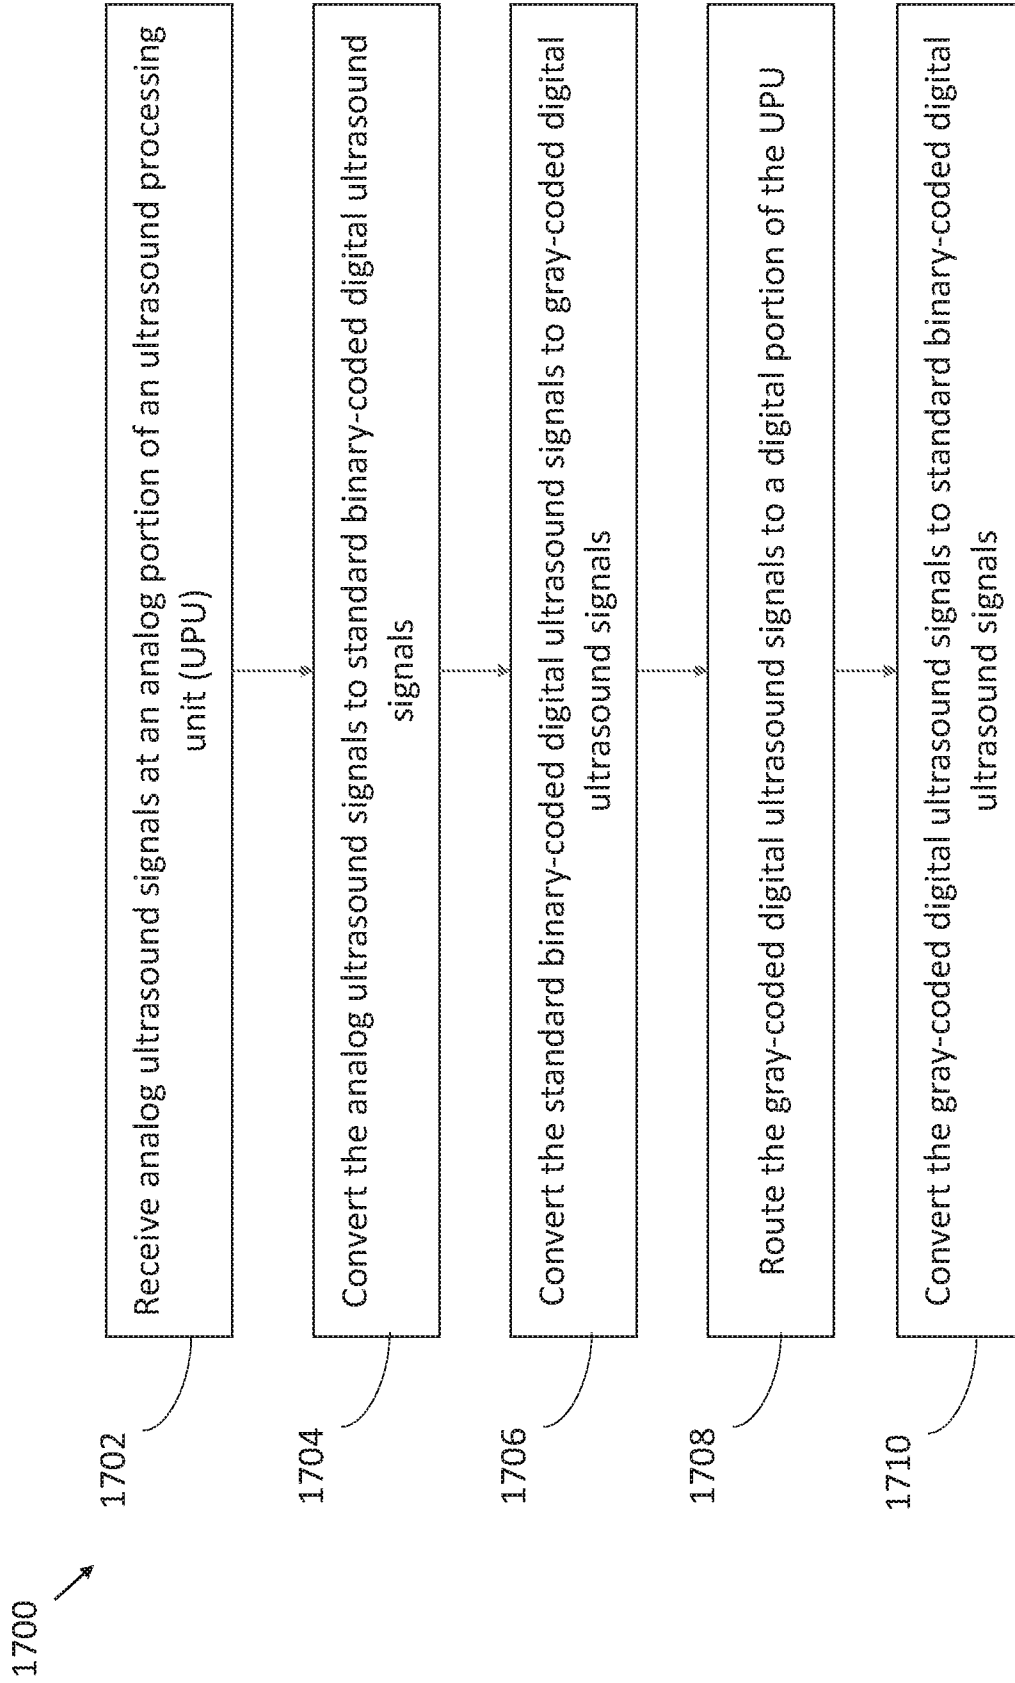 1700
1702
Receive analog ultrasound signals at an analog portion of an ultrasound processing
unit (UPU)
1704
Convert the analog ultrasound signals to standard binary-coded digital ultrasound
signals
1706
Convert the standard binary-coded digital ultrasound signals to gray-coded digital
ultrasound signals
1708
Route the gray-coded digital ultrasound signals to a digital portion of the UPU
1710
Convert the gray-coded digital ultrasound signals to standard binary-coded digital
ultrasound signals